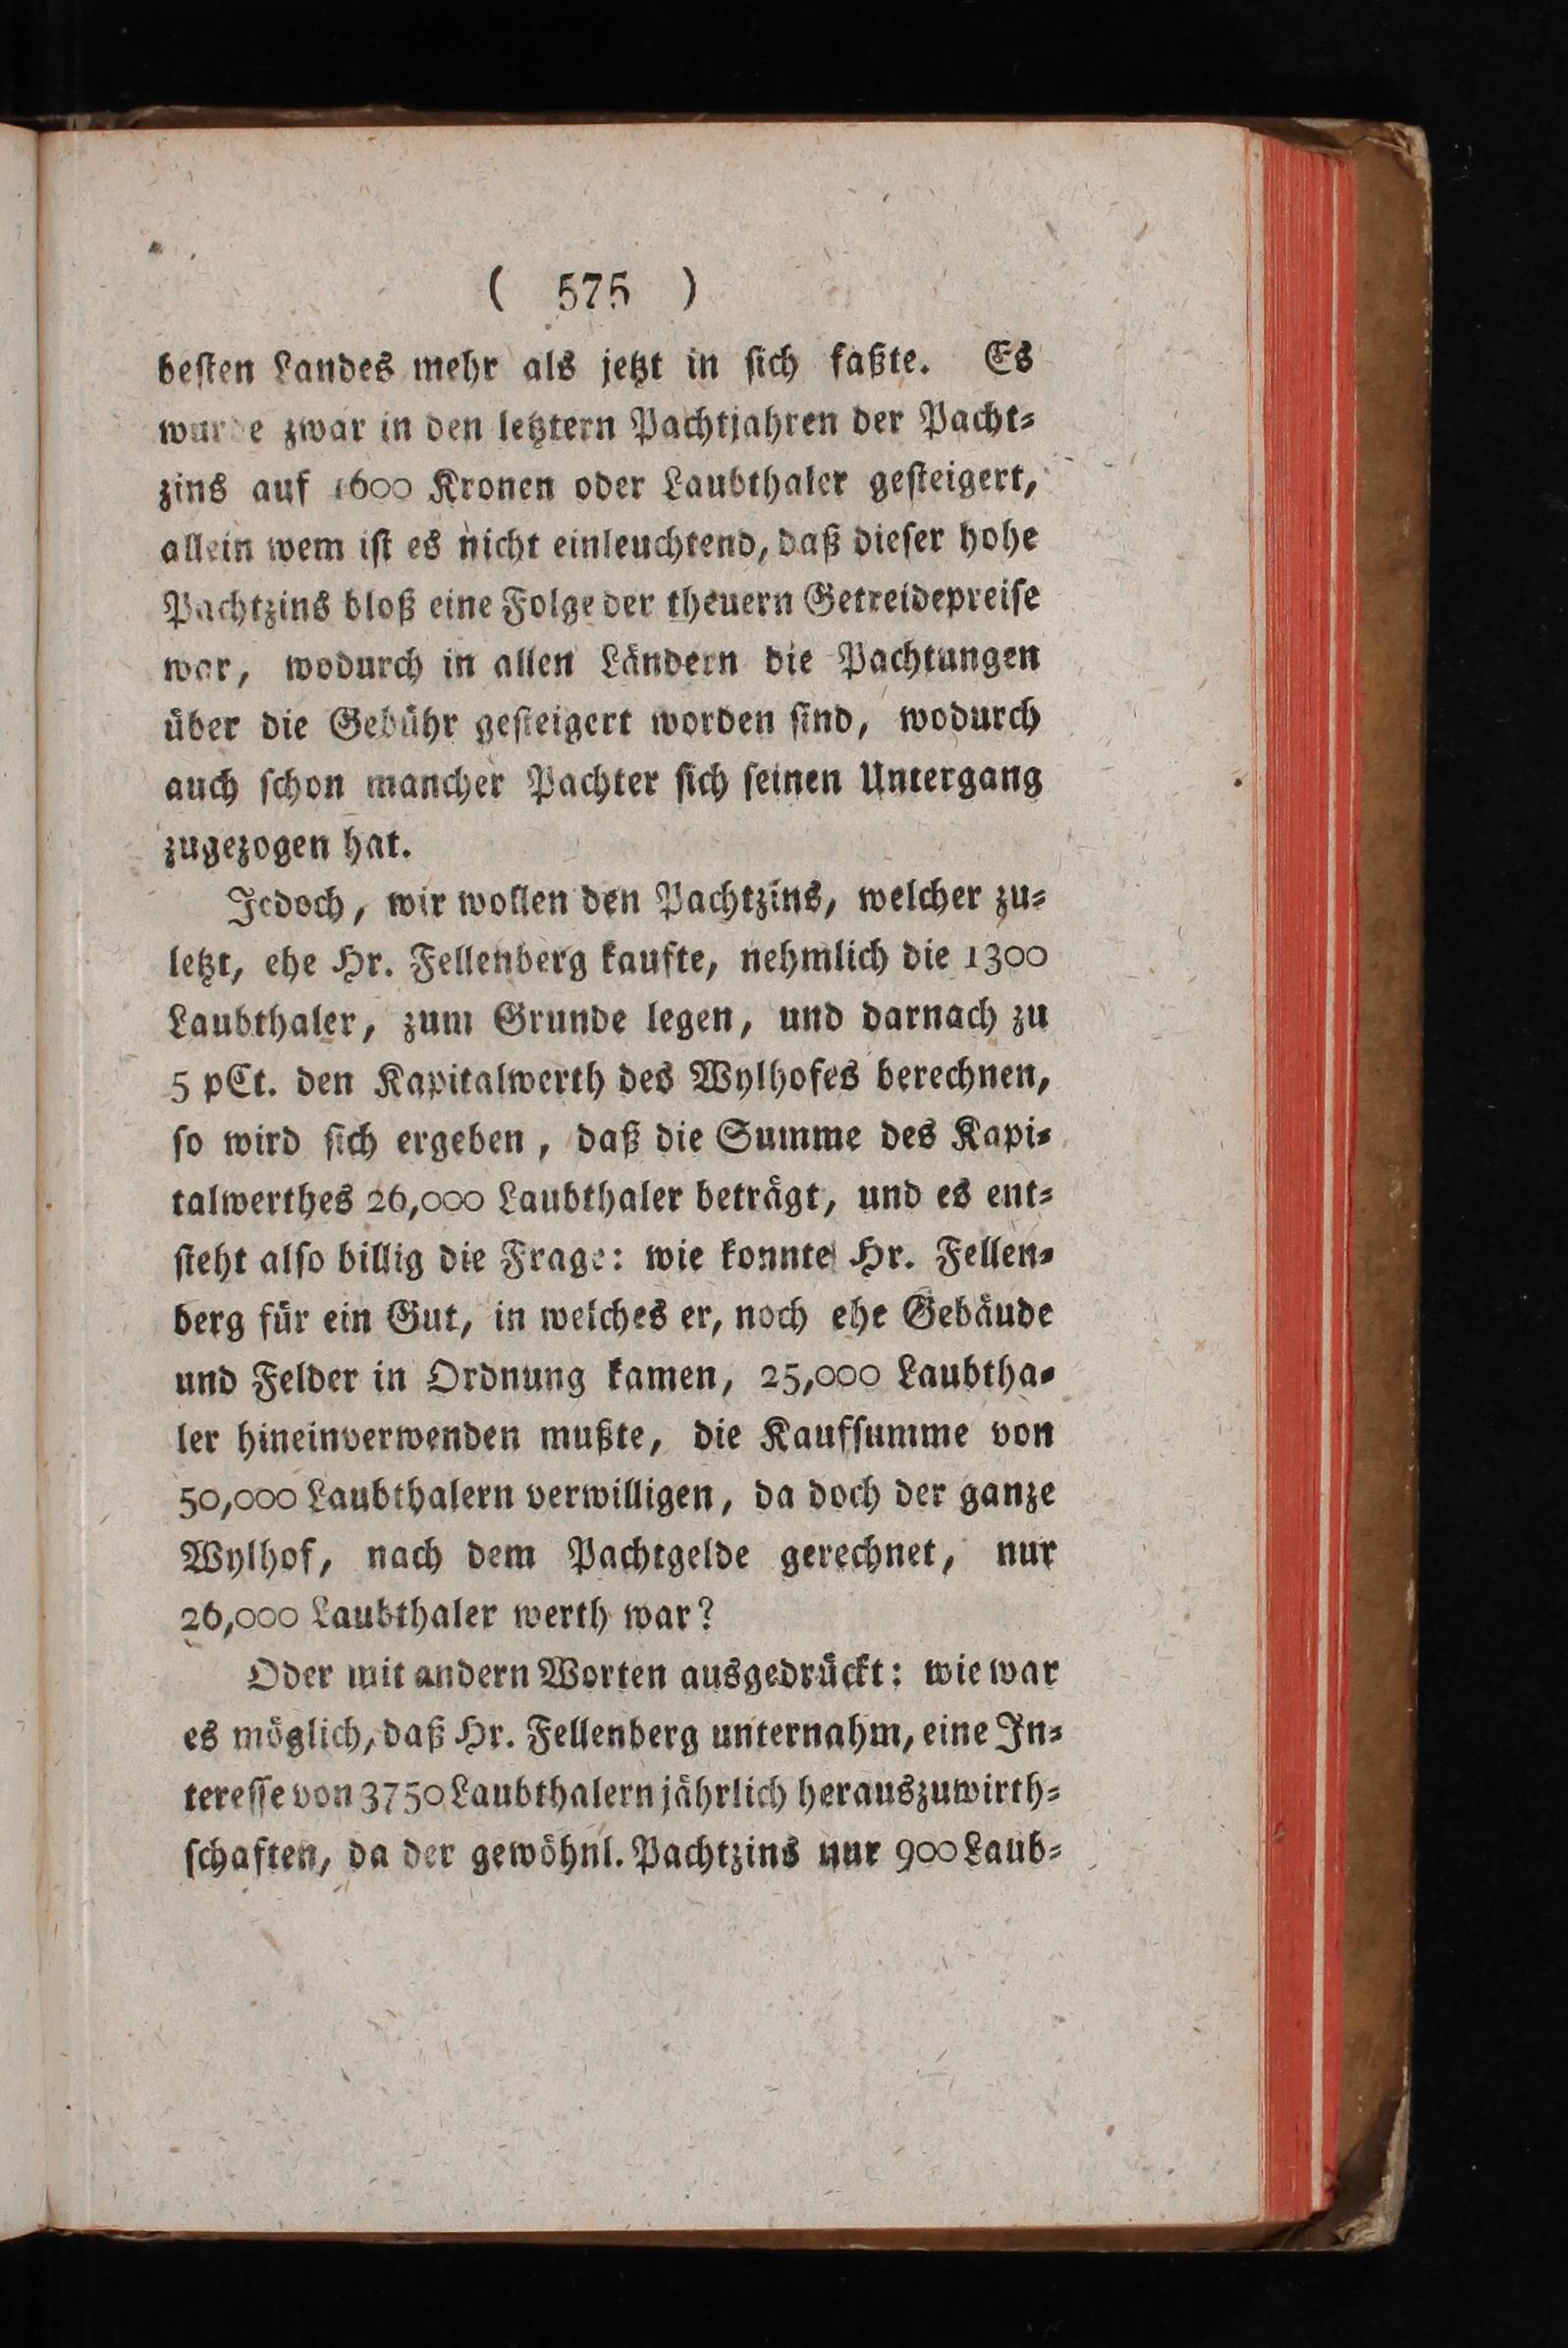 ( 575 )
besten Landes mehr als jetzt in sich faßte. Es
wurde zwar in den letztern Pachtjahren der Pacht-
zins auf 1600 Kronen oder Laubthaler gesteigert,
allein wem ist es nicht einleuchtend, daß dieser hohe
Pachtzins bloß eine Folge der theuern Getreidepreise
war, wodurch in allen Ländern die Pachtungen
über die Gebühr gesteigert worden sind, wodurch
auch schon mancher Pachter sich seinen Untergang
zugezogen hat.
Jedoch, wir wollen den Pachtzins, welcher zu-
letzt, ehe Hr. Fellenberg kaufte, nehmlich die 1300
Laubthaler, zum Grunde legen, und darnach zu
5 pCt. den Kapitalwerth des Wylhofes berechnen,
so wird sich ergeben, daß die Summe des Kapi-
talwerthes 26,000 Laubthaler beträgt, und es ent-
steht also billig die Frage: wie konnte Hr. Fellen-
berg für ein Gut, in welches er, noch ehe Gebäude
und Felder in Ordnung kamen, 25,000 Laubtha-
ler hineinverwenden mußte, die Kaufsumme von
50,000 Laubthalern verwilligen, da doch der ganze
Wylhof, nach dem Pachtgelde gerechnet, nur
26,000 Laubthaler werth war?
Oder mit andern Worten ausgedrückt: wie war
es möglich, daß Hr. Fellenberg unternahm, eine In-
teresse von 3750 Laubthalern jährlich herauszuwirth-
schaften, da der gewöhnl. Pachtzins nur 900 Laub-